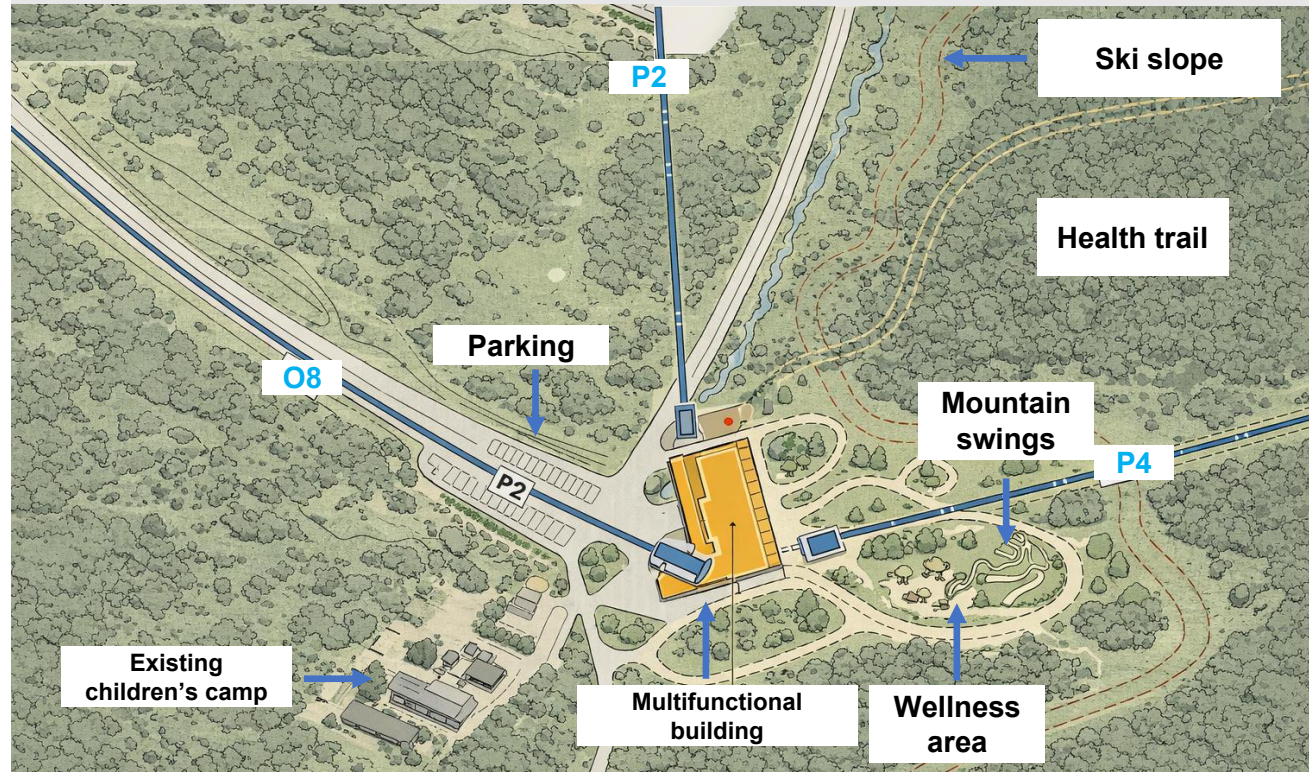 P2
Ski slope
Health trail
Parking
O8
Mountain
swings
P4
P2
Existing
children's camp
Multifunctional
building
Wellness
area